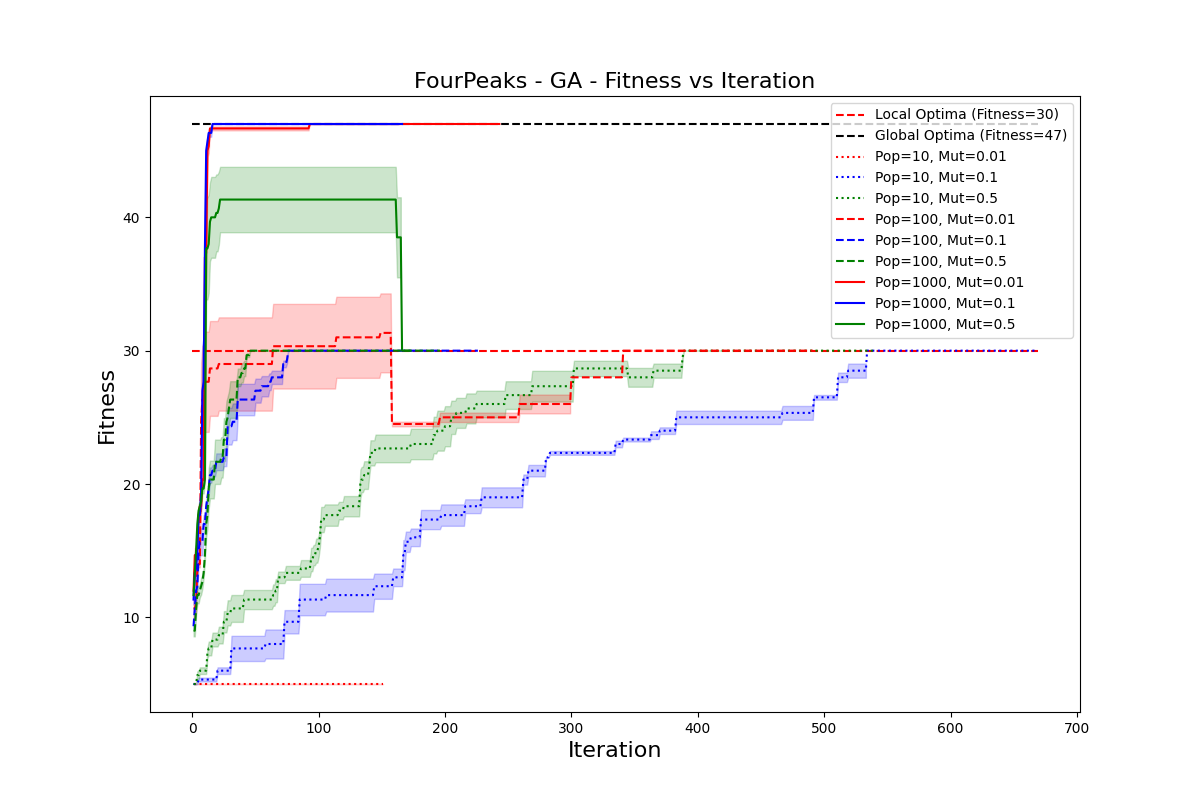 FourPeaks - GA - Fitness vs Iteration
Local Optima (Fitness=30)
Global Optima (Fitness=47)
Pop=10, Mut=0.01
Pop=10, Mut=0.1
Pop=10, Mut=0.5
Pop=100, Mut=0.01
Pop=100, Mut=0.1
Pop=100, Mut=0.5
Pop=1000, Mut=0.01
Pop=1000, Mut=0.1
Pop=1000, Mut=0.5
Fitness
40
30
20
10
0 100 200 300 400 500 600 700
Iteration